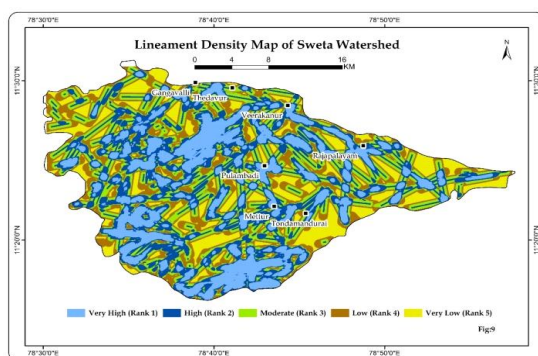 78°30'0"E 78°40'0"E 78°50'0"E
Lineament Density Map of Sweta Watershed
N
0 4 8 16
KM
11°30'0"N 11°30'0"N
Gangavalli
Thedavur
Veerakanur
Rajapalayam
Pulambadi
Mettur
Tondamandurai
11°20'0"N 11°20'0"N
Very High (Rank 1) High (Rank 2) Moderate (Rank 3) Low (Rank 4) Very Low (Rank 5)
Fig:9
78°30'0"E 78°40'0"E 78°50'0"E